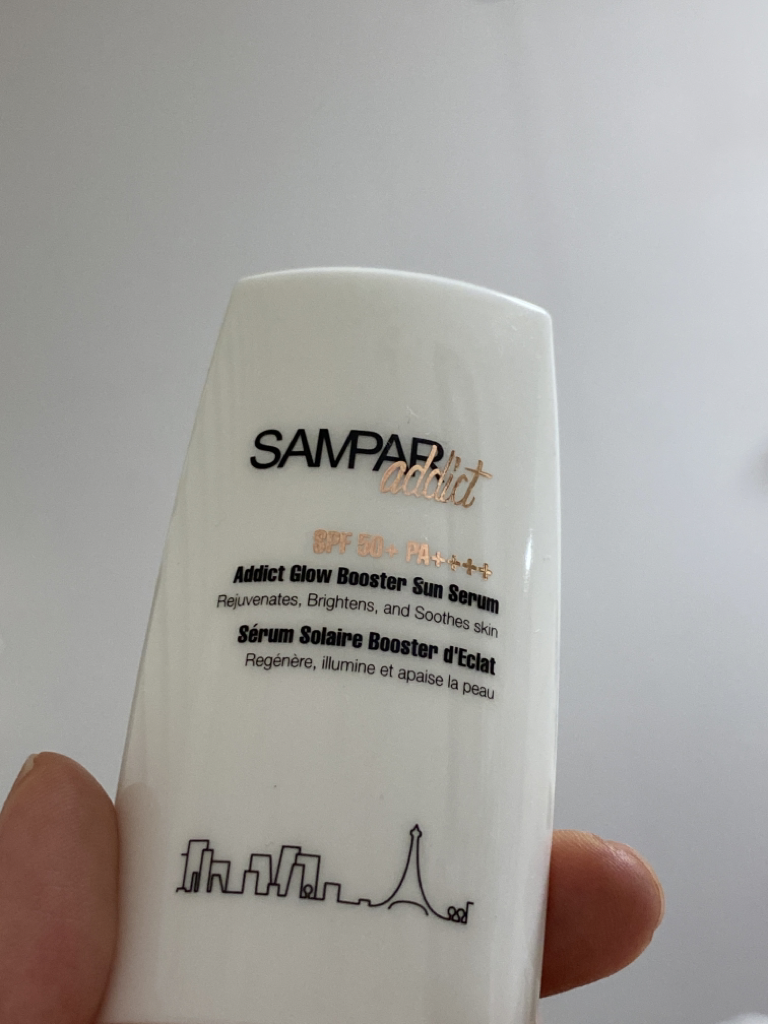 SAMPAR
addict
SPF 50+ PA++++
Addict Glow Booster Sun Serum
Rejuvenates, Brightens, and Soothes skin
Sérum Solaire Booster d'Eclat
Regénère, illumine et apaise la peau